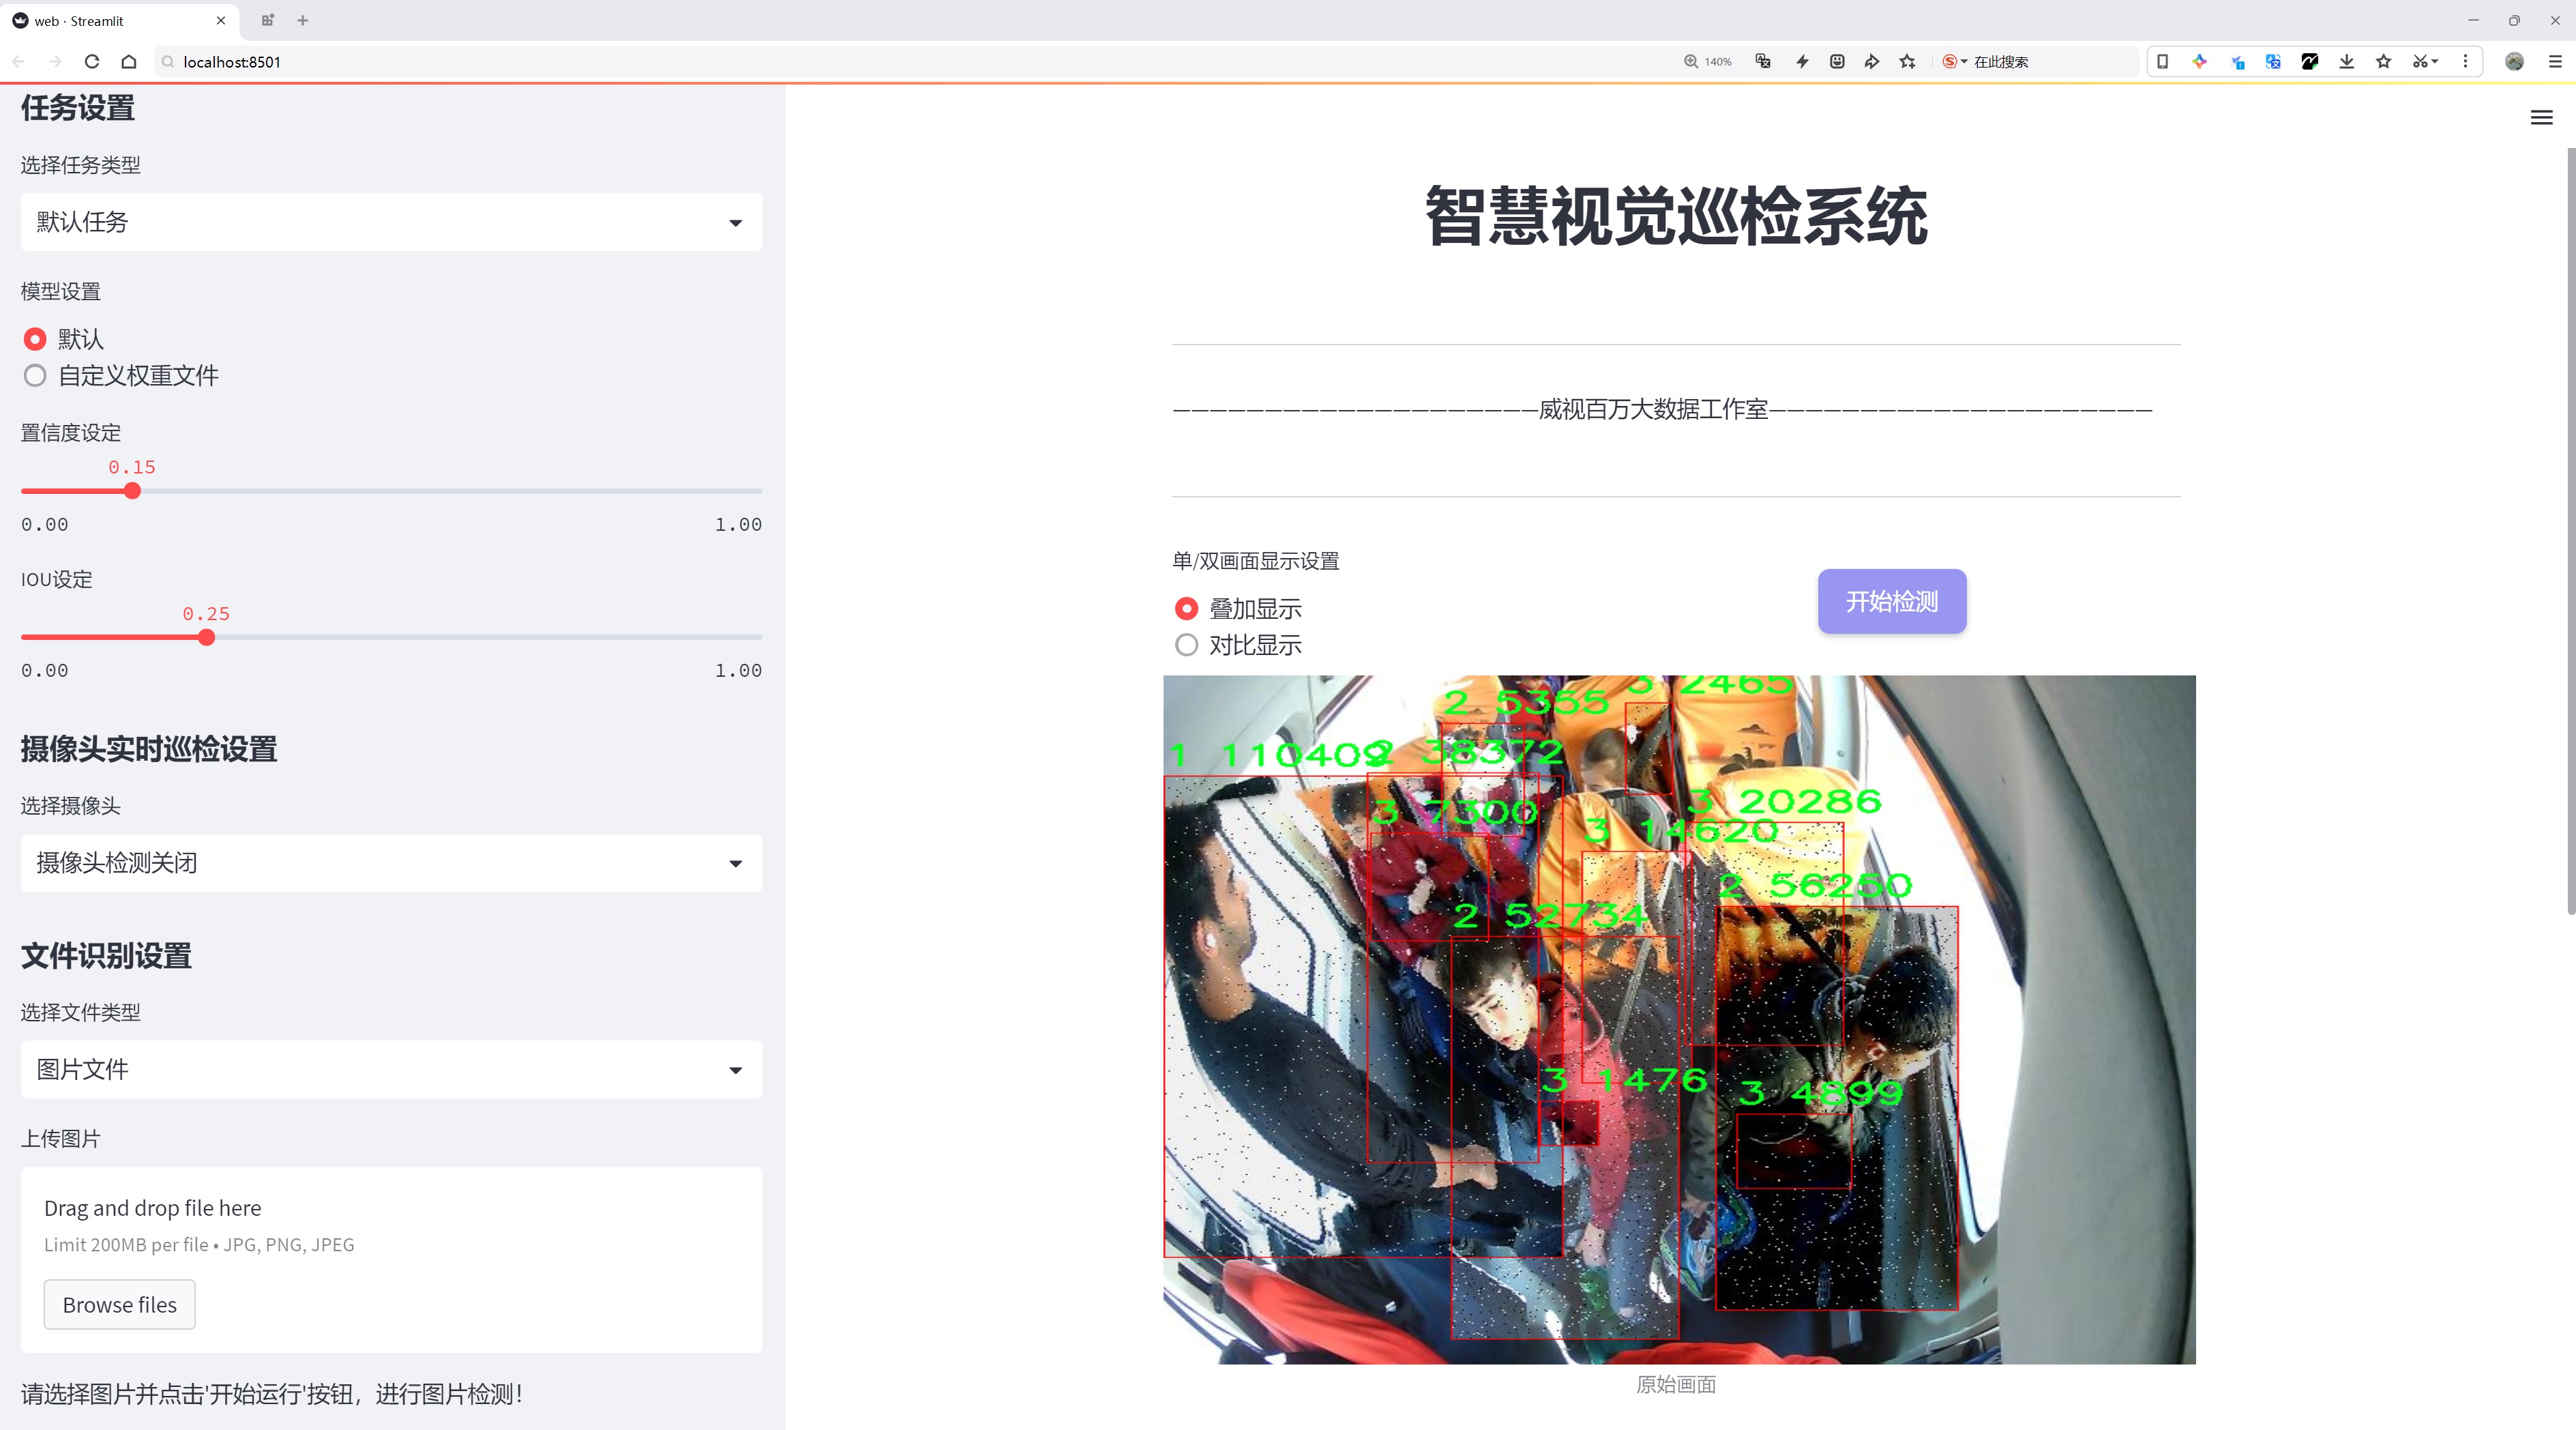 web · Streamlit
localhost:8501
140%
在此搜索
任务设置
选择任务类型
默认任务
模型设置
默认
自定义权重文件
置信度设定
0.15
0.00 1.00
IOU设定
0.25
0.00 1.00
摄像头实时巡检设置
选择摄像头
摄像头检测关闭
文件识别设置
选择文件类型
图片文件
上传图片
Drag and drop file here
Limit 200MB per file • JPG, PNG, JPEG
Browse files
请选择图片并点击'开始运行'按钮，进行图片检测！
智慧视觉巡检系统
————————————————————威视百万大数据工作室—————————————————————
单/双画面显示设置
叠加显示
对比显示
开始检测
3 2465
2 5355
1 110409
2 38372
3 7300
3 20286
3 14620
2 56250
2 52734
3 1476
3 4899
原始画面